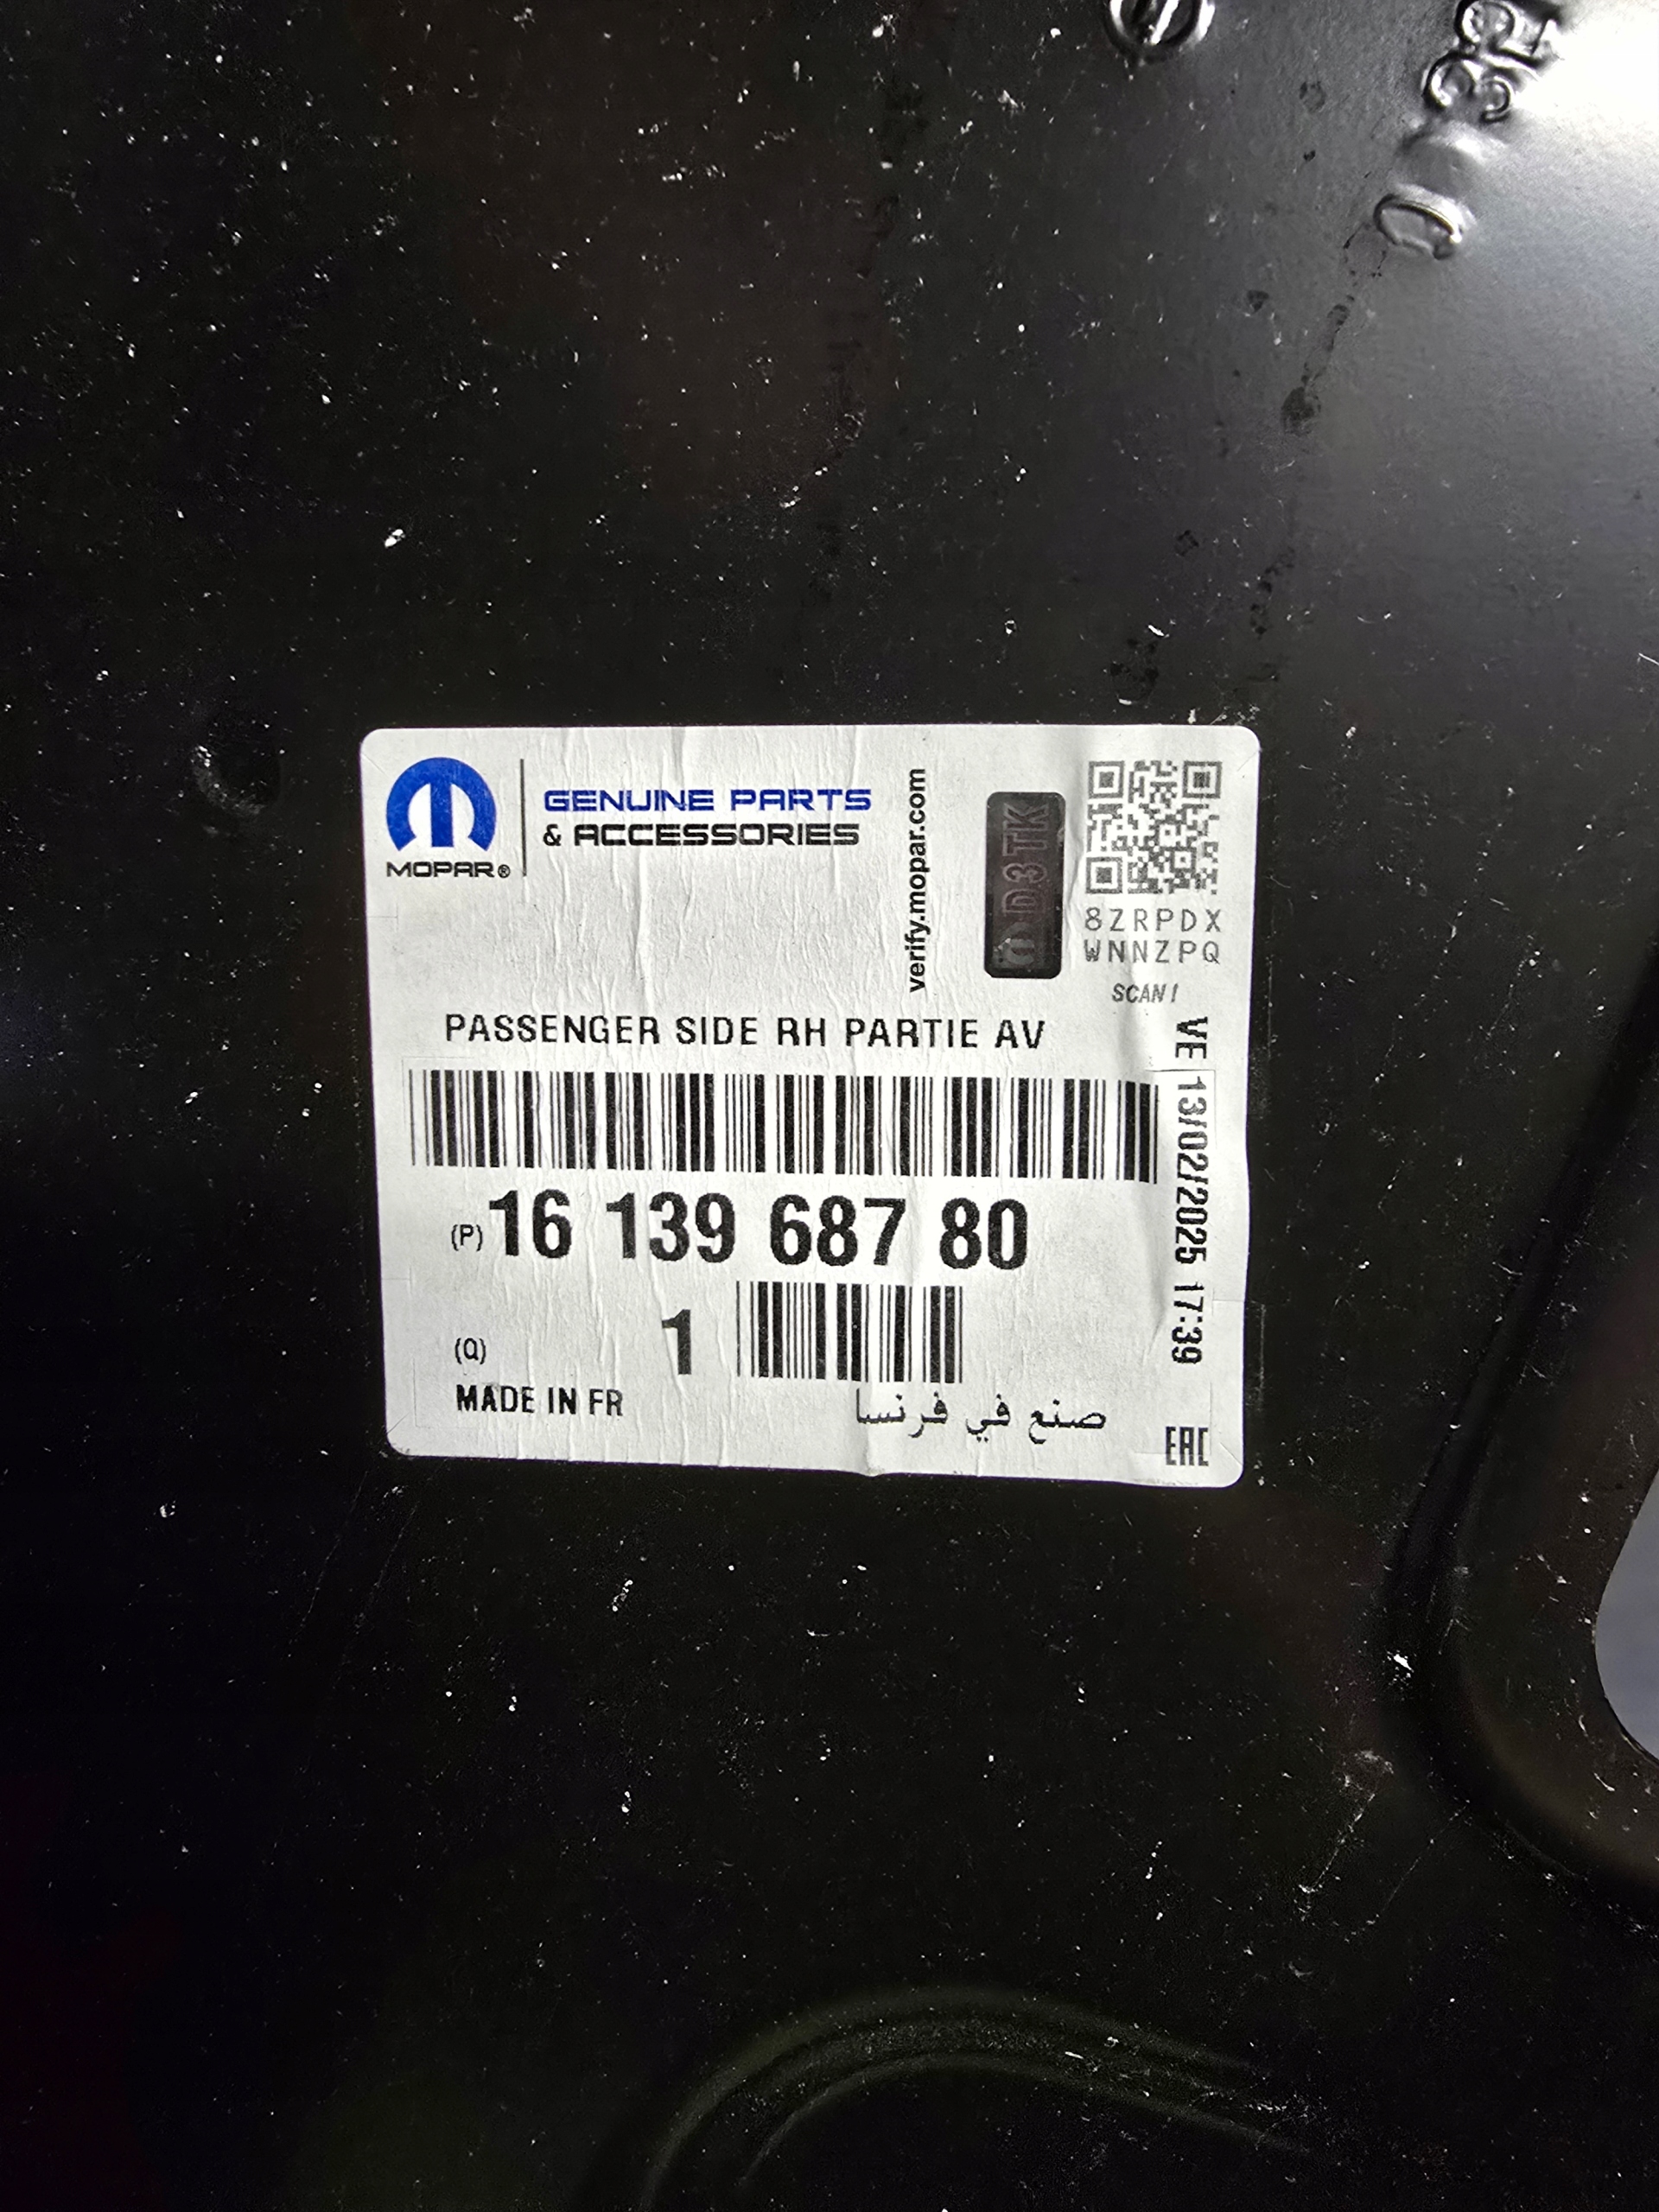 MOPAR®
GENUINE PARTS
& ACCESSORIES
verify.mopar.com
D3TK
8ZRPDX
WNNZPQ
SCAN!
PASSENGER SIDE RH PARTIE AV
VE 13/02/2025 17:39
(P) 16 139 687 80
(Q) 1
MADE IN FR
صنع في فرنسا
EAC